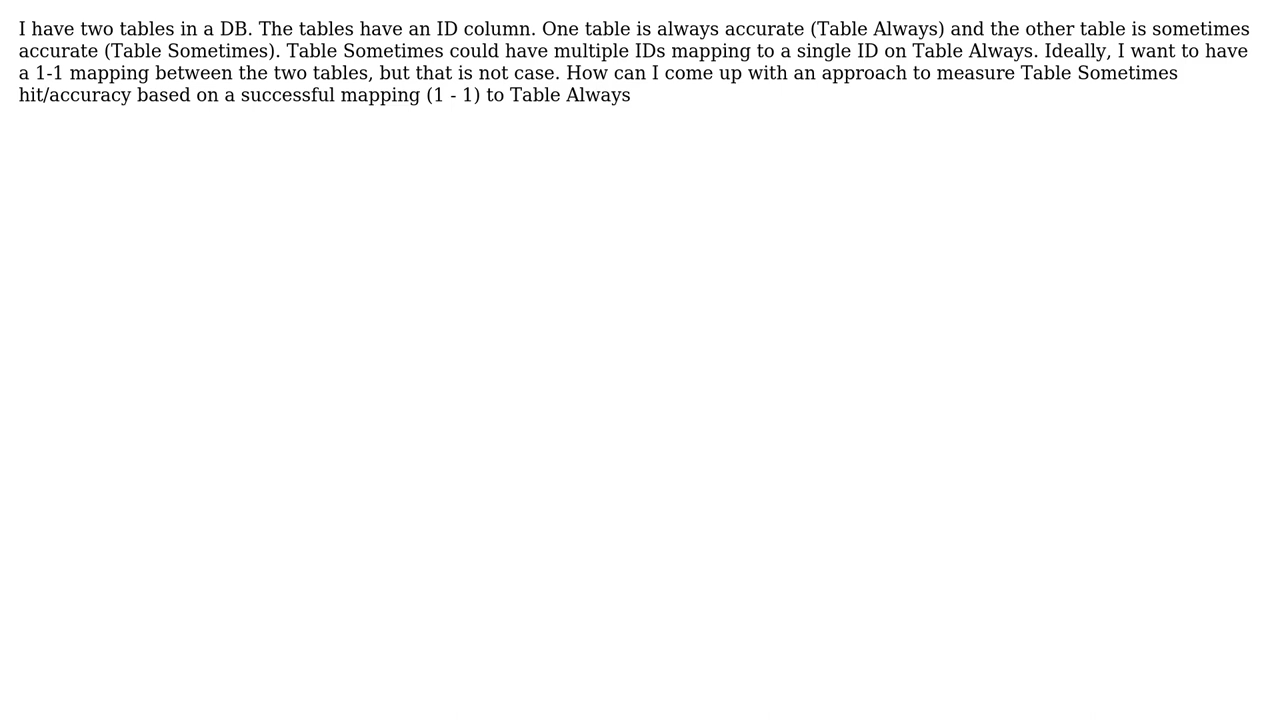 I have two tables in a DB. The tables have an ID column. One table is always accurate (Table Always) and the other table is sometimes
accurate (Table Sometimes). Table Sometimes could have multiple IDs mapping to a single ID on Table Always. Ideally, I want to have
a 1-1 mapping between the two tables, but that is not case. How can I come up with an approach to measure Table Sometimes
hit/accuracy based on a successful mapping (1 - 1) to Table Always